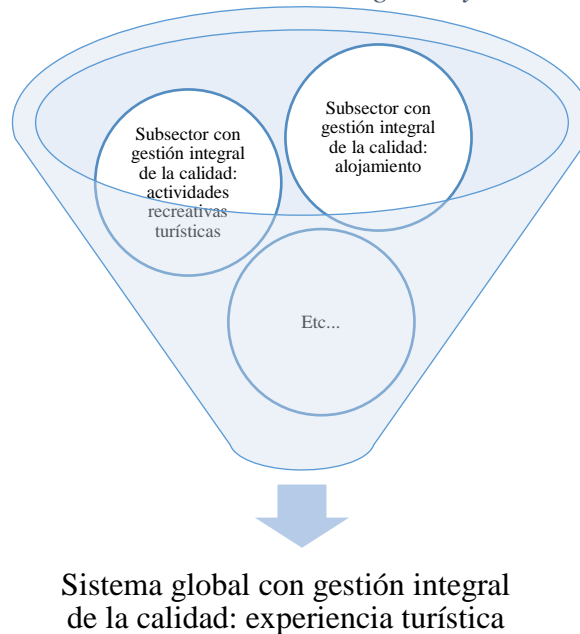 Subsector con
gestión integral
de la calidad:
actividades
recreativas
turísticas
Subsector con
gestión integral
de la calidad:
alojamiento
Etc...
Sistema global con gestión integral
de la calidad: experiencia turística